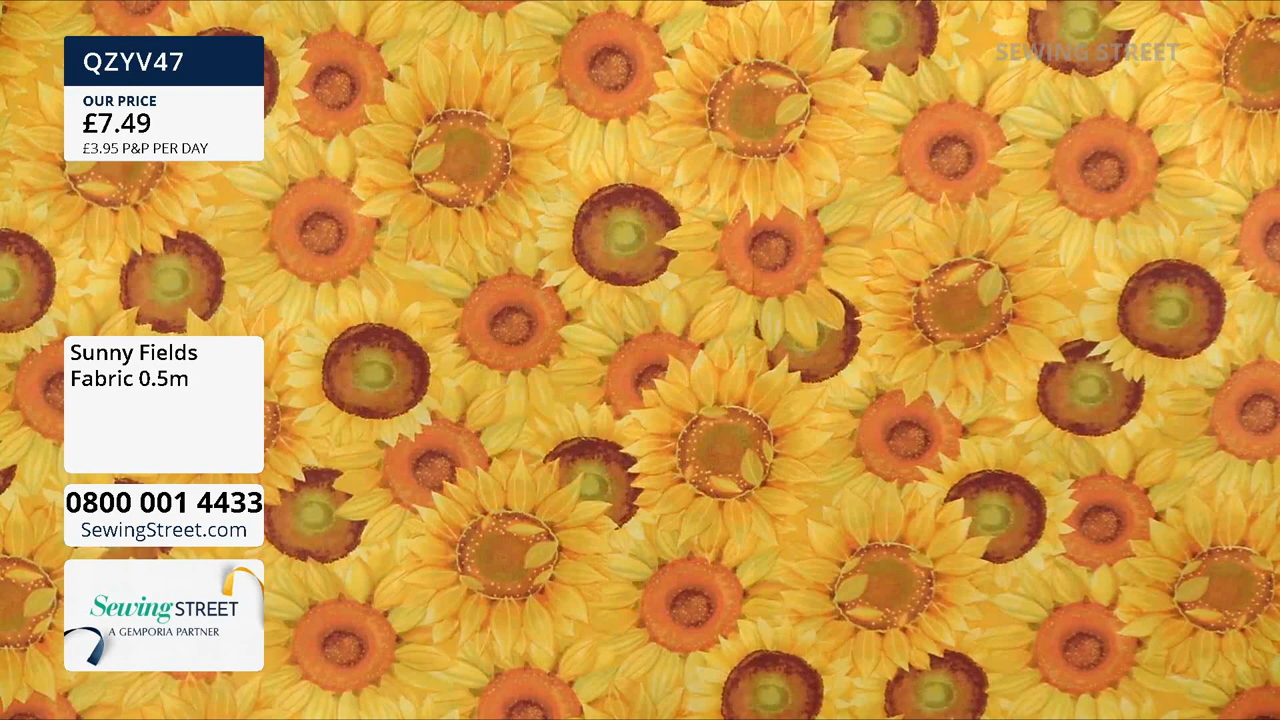 QZYV47
OUR PRICE
£7.49
£3.95 P&P PER DAY
SEWING STREET
Sunny Fields
Fabric 0.5m
0800 001 4433
SewingStreet.com
Sewing STREET
A GEMPORIA PARTNER